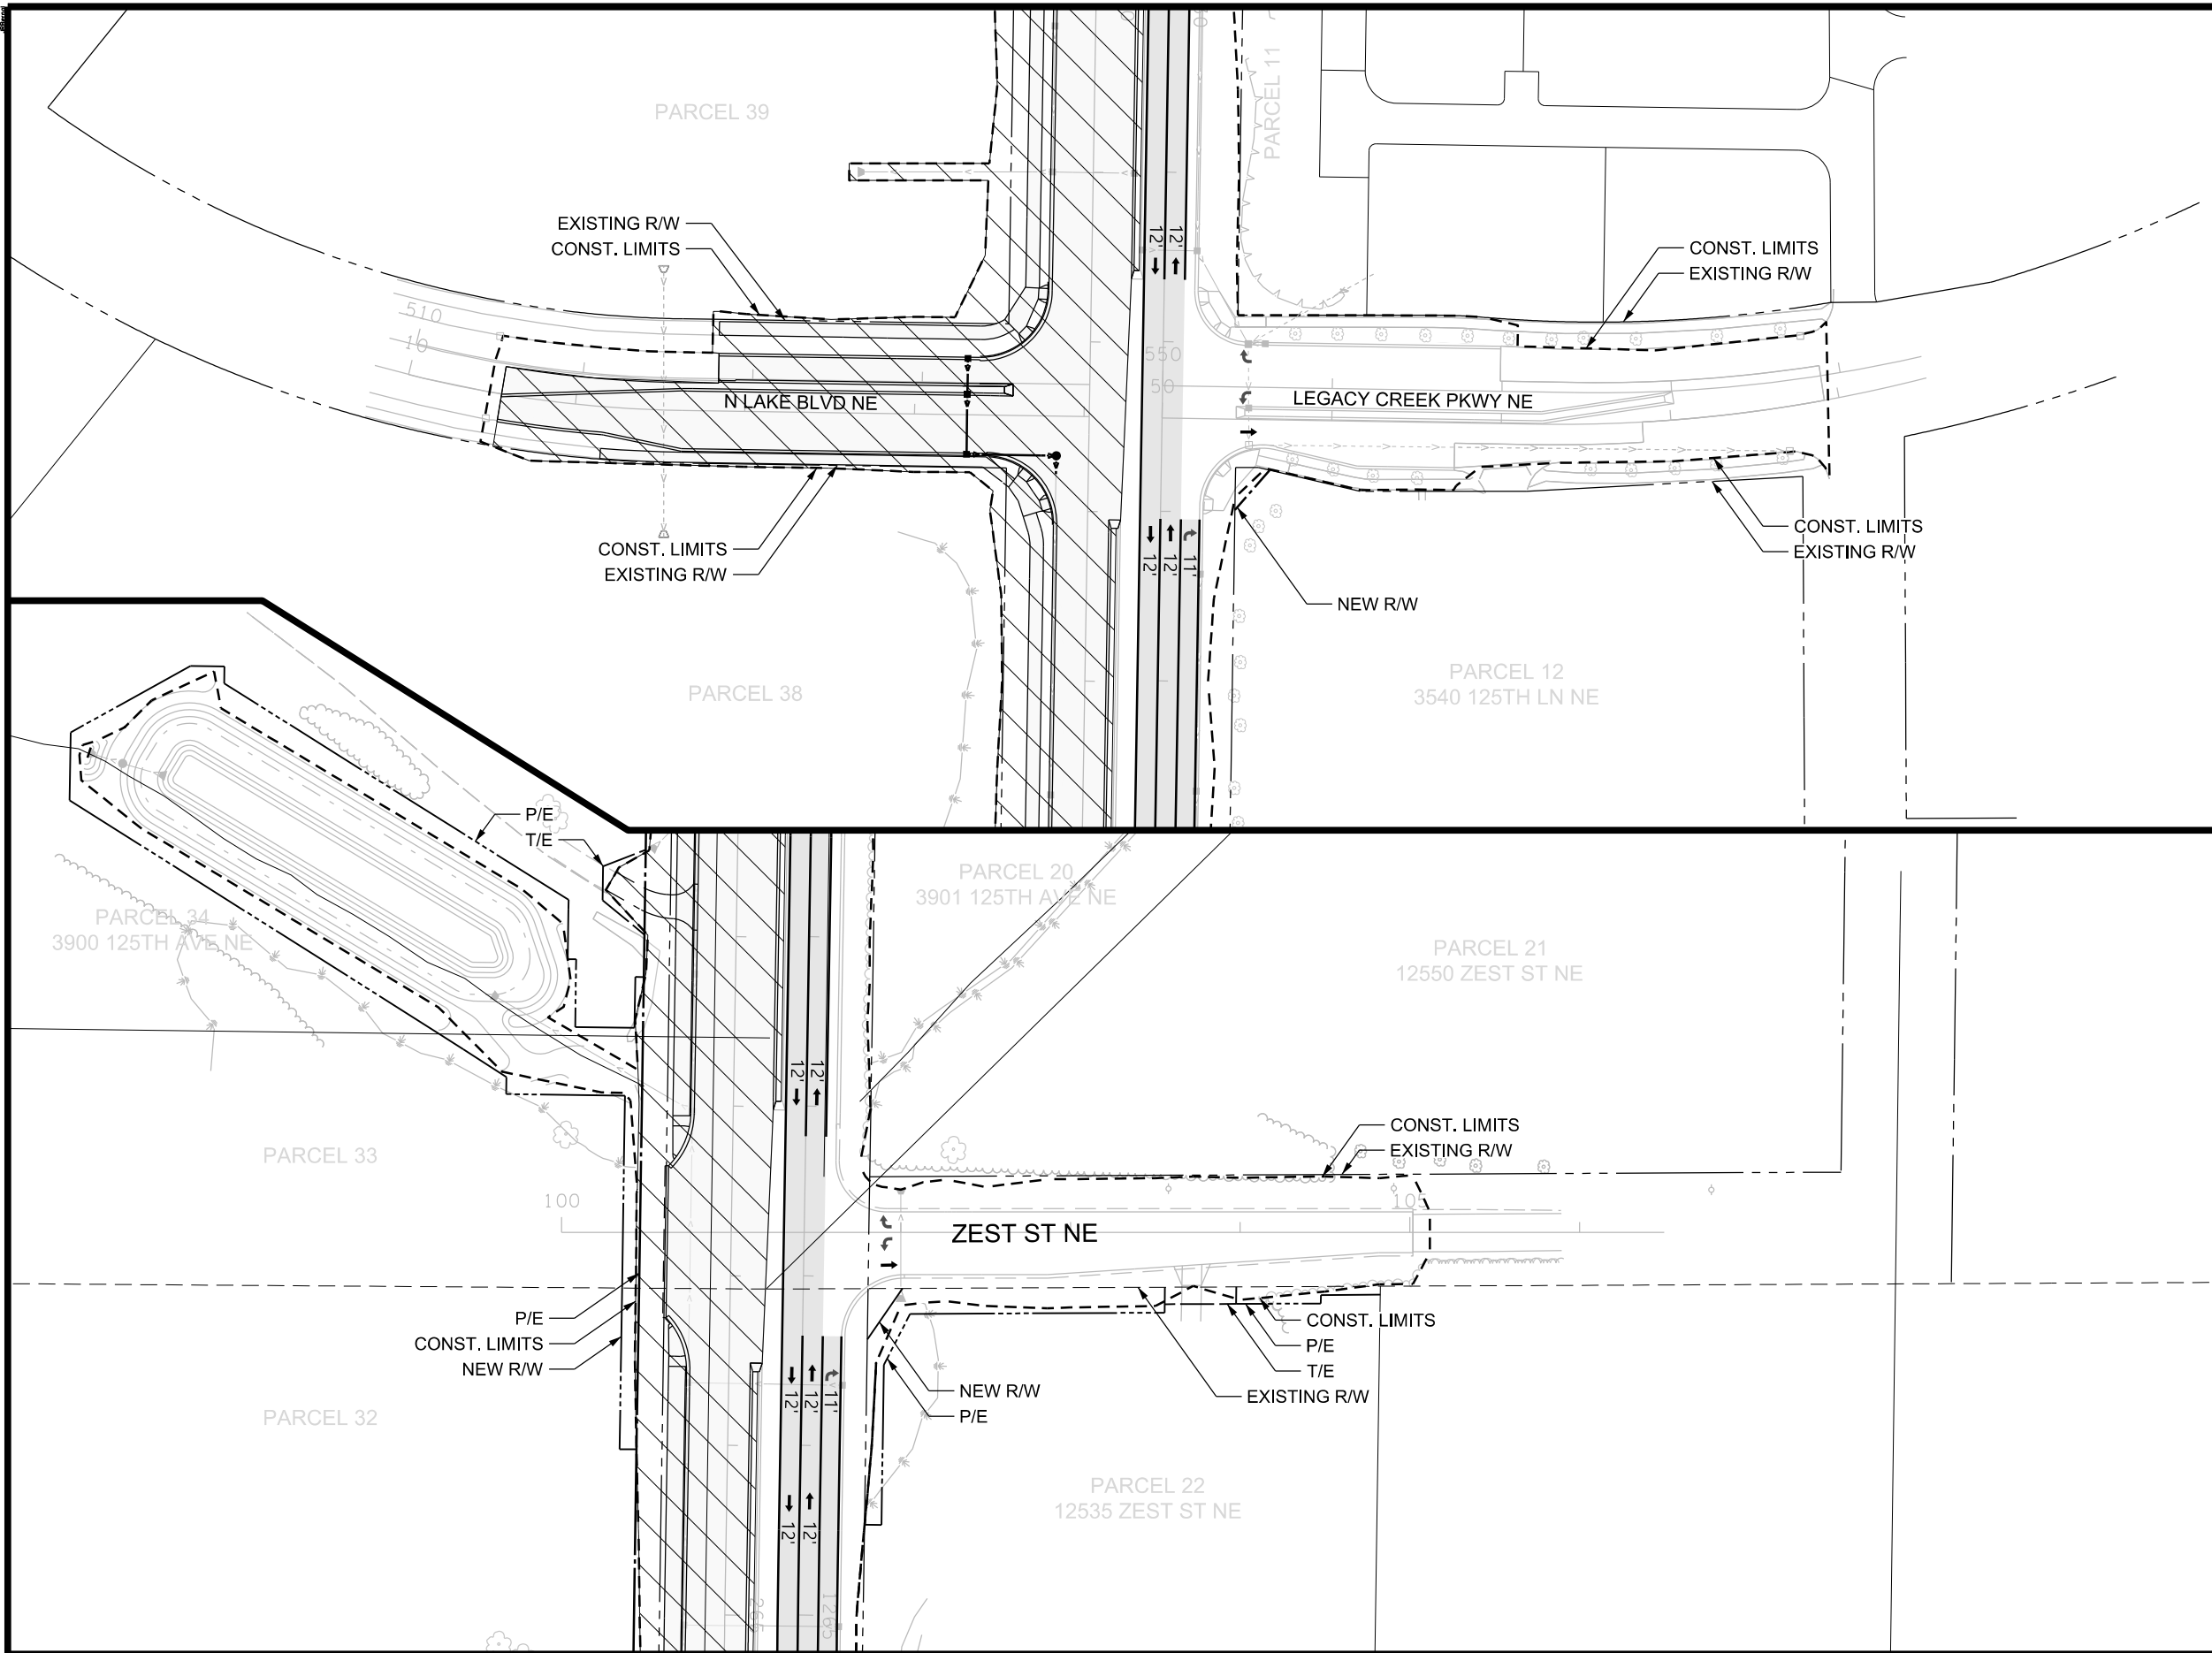 PARCEL 39
PARCEL 11
EXISTING R/W
CONST. LIMITS
12'
12'
CONST. LIMITS
EXISTING R/W
510
10
550
50
N LAKE BLVD NE
LEGACY CREEK PKWY NE
CONST. LIMITS
EXISTING R/W
12'
12'
11'
CONST. LIMITS
EXISTING R/W
NEW R/W
PARCEL 38
PARCEL 12
3540 125TH LN NE
P/E
T/E
PARCEL 20
3901 125TH AVE NE
PARCEL 34
3900 125TH AVE NE
PARCEL 21
12550 ZEST ST NE
12'
12'
CONST. LIMITS
EXISTING R/W
PARCEL 33
100
105
ZEST ST NE
P/E
CONST. LIMITS
NEW R/W
CONST. LIMITS
P/E
T/E
EXISTING R/W
NEW R/W
P/E
12'
12'
11'
PARCEL 32
PARCEL 22
12535 ZEST ST NE
12'
12'
265
1265